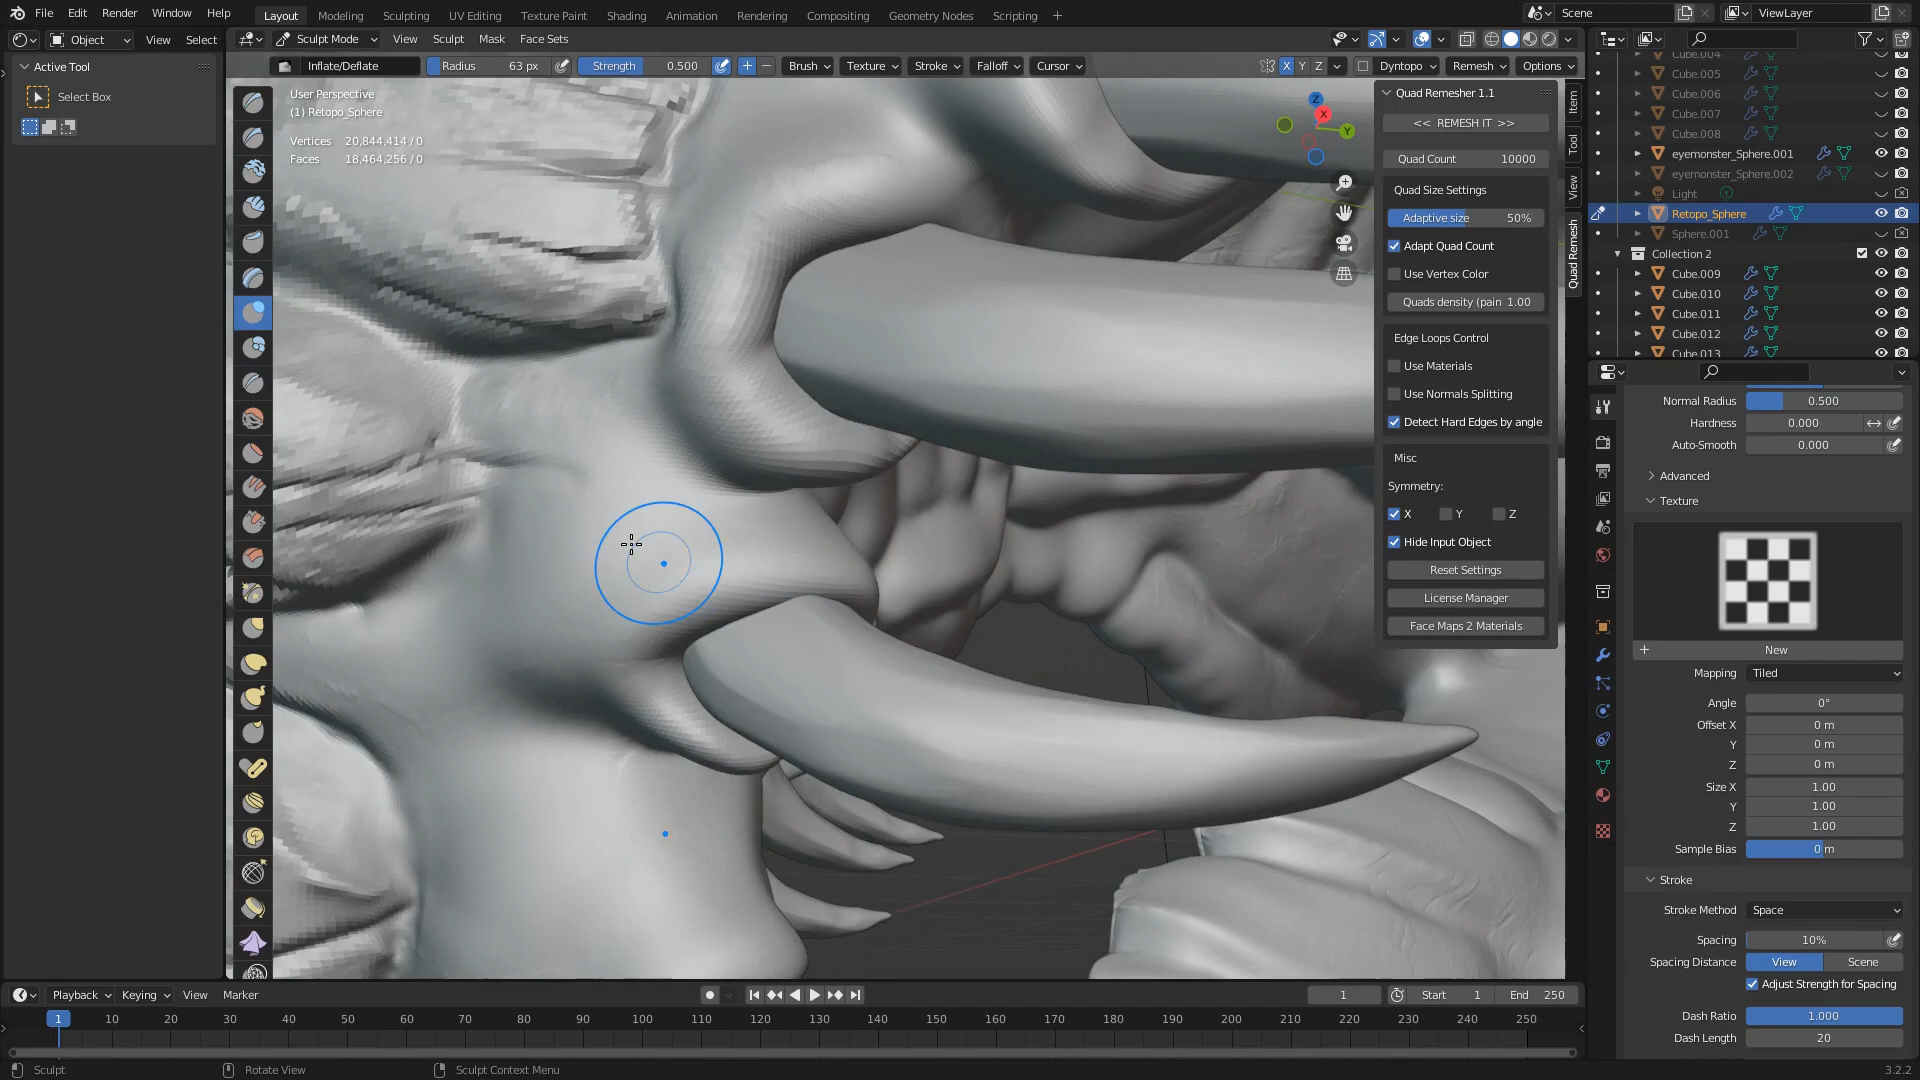 File Edit Render Window Help
Layout Modeling Sculpting UV Editing Texture Paint Shading Animation Rendering Compositing Geometry Nodes Scripting +
Scene
ViewLayer
Object View Select
Sculpt Mode View Sculpt Mask Face Sets
Active Tool
Select Box
Inflate/Deflate Radius 63 px Strength 0.500 Brush Texture Stroke Falloff Cursor
X Y Z Dyntopo Remesh Options
User Perspective
(1) Retopo_Sphere
Vertices 20,844,414 / 0
Faces 18,464,256 / 0
Z
X
Y
Quad Remesher 1.1
<< REMESH IT >>
Quad Count 10000
Quad Size Settings
Adaptive size 50%
Adapt Quad Count
Use Vertex Color
Quads density (pain 1.00
Edge Loops Control
Use Materials
Use Normals Splitting
Detect Hard Edges by angle
Misc
Symmetry:
X Y Z
Hide Input Object
Reset Settings
License Manager
Face Maps 2 Materials
Item
Tool
View
Quad Remesh
Cube.004
Cube.005
Cube.006
Cube.007
Cube.008
eyemonster_Sphere.001
eyemonster_Sphere.002
Light
Retopo_Sphere
Sphere.001
Collection 2
Cube.009
Cube.010
Cube.011
Cube.012
Cube.013
Normal Radius 0.500
Hardness 0.000
Auto-Smooth 0.000
Advanced
Texture
New
Mapping Tiled
Angle 0°
Offset X 0 m
Y 0 m
Z 0 m
Size X 1.00
Y 1.00
Z 1.00
Sample Bias 0 m
Stroke
Stroke Method Space
Spacing 10%
Spacing Distance View Scene
Adjust Strength for Spacing
Dash Ratio 1.000
Dash Length 20
Playback Keying View Marker
1 Start 1 End 250
1 10 20 30 40 50 60 70 80 90 100 110 120 130 140 150 160 170 180 190 200 210 220 230 240 250
Sculpt Rotate View Sculpt Context Menu
3.2.2